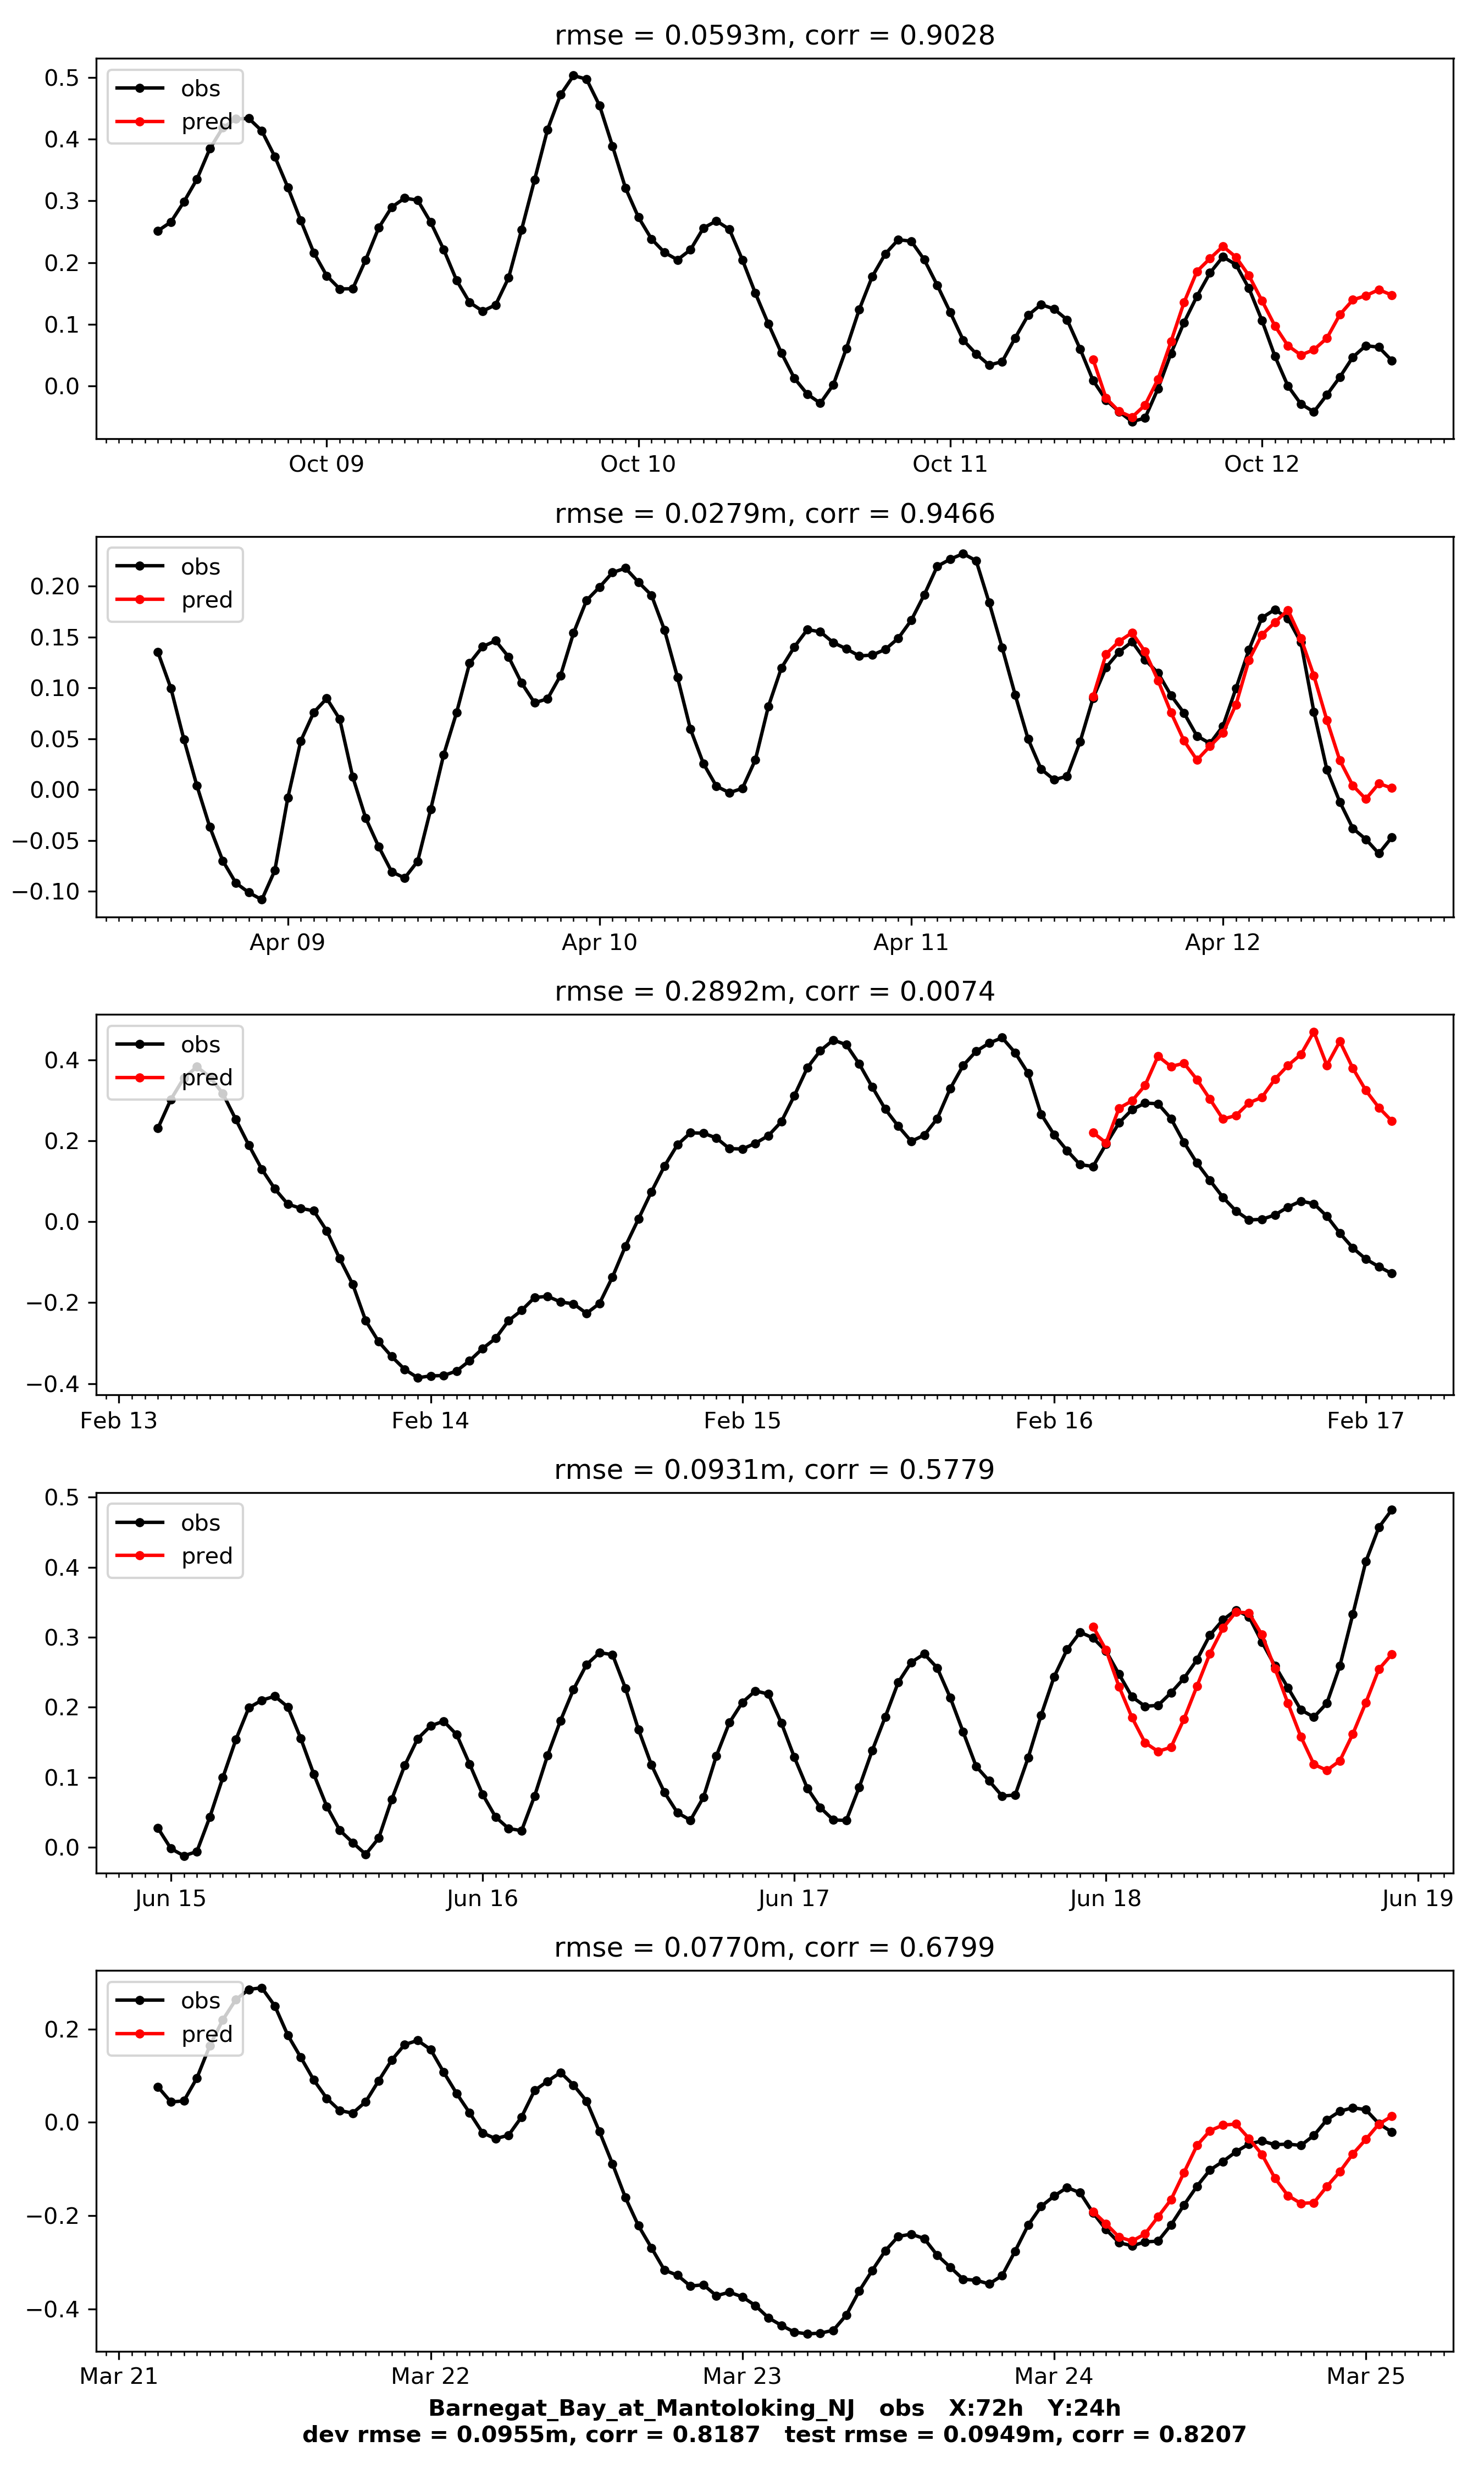 rmse = 0.0593m, corr = 0.9028
0.5
0.4
0.3
0.2
0.1
0.0
obs
pred
Oct 09 Oct 10 Oct 11 Oct 12
rmse = 0.0279m, corr = 0.9466
0.20
0.15
0.10
0.05
0.00
−0.05
−0.10
obs
pred
Apr 09 Apr 10 Apr 11 Apr 12
rmse = 0.2892m, corr = 0.0074
0.4
0.2
0.0
−0.2
−0.4
obs
pred
Feb 13 Feb 14 Feb 15 Feb 16 Feb 17
rmse = 0.0931m, corr = 0.5779
0.5
0.4
0.3
0.2
0.1
0.0
obs
pred
Jun 15 Jun 16 Jun 17 Jun 18 Jun 19
rmse = 0.0770m, corr = 0.6799
0.2
0.0
−0.2
−0.4
obs
pred
Mar 21 Mar 22 Mar 23 Mar 24 Mar 25
Barnegat_Bay_at_Mantoloking_NJ obs X:72h Y:24h
dev rmse = 0.0955m, corr = 0.8187 test rmse = 0.0949m, corr = 0.8207